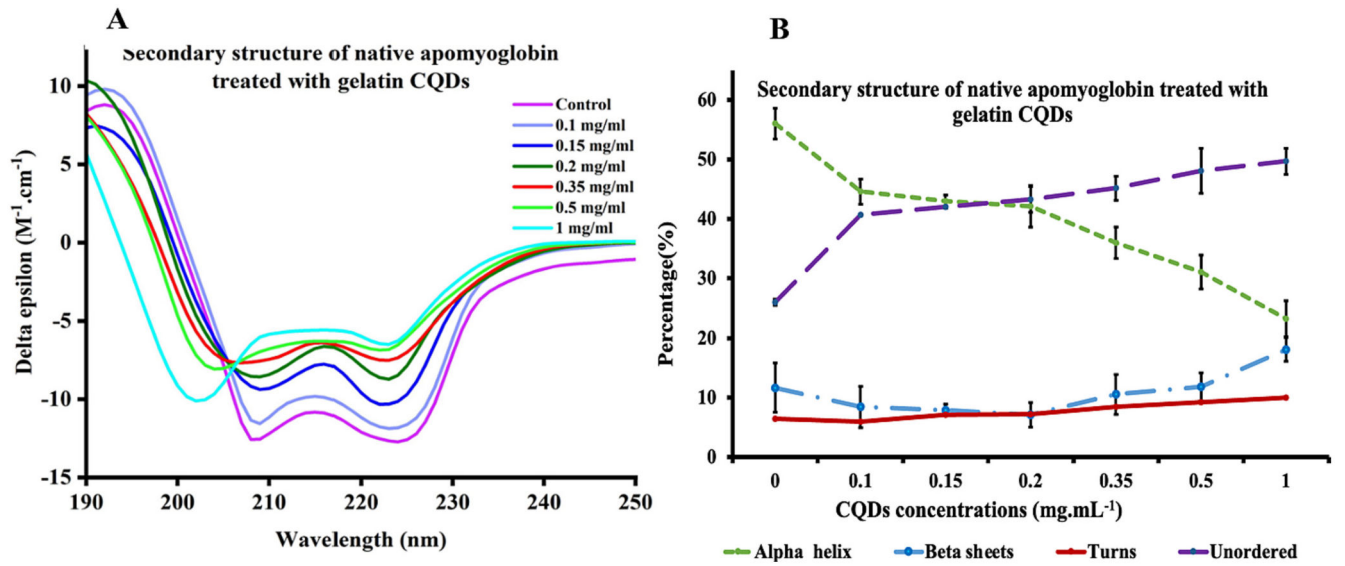 A
Secondary structure of native apomyoglobin
treated with gelatin CQDs
Control
0.1 mg/ml
0.15 mg/ml
0.2 mg/ml
0.35 mg/ml
0.5 mg/ml
1 mg/ml
Delta epsilon (M⁻¹.cm⁻¹)
10
5
0
-5
-10
-15
190 200 210 220 230 240 250
Wavelength (nm)
B
Secondary structure of native apomyoglobin treated with
gelatin CQDs
Percentage(%)
60
50
40
30
20
10
0
0 0.1 0.15 0.2 0.35 0.5 1
CQDs concentrations (mg.mL⁻¹)
Alpha helix Beta sheets Turns Unordered